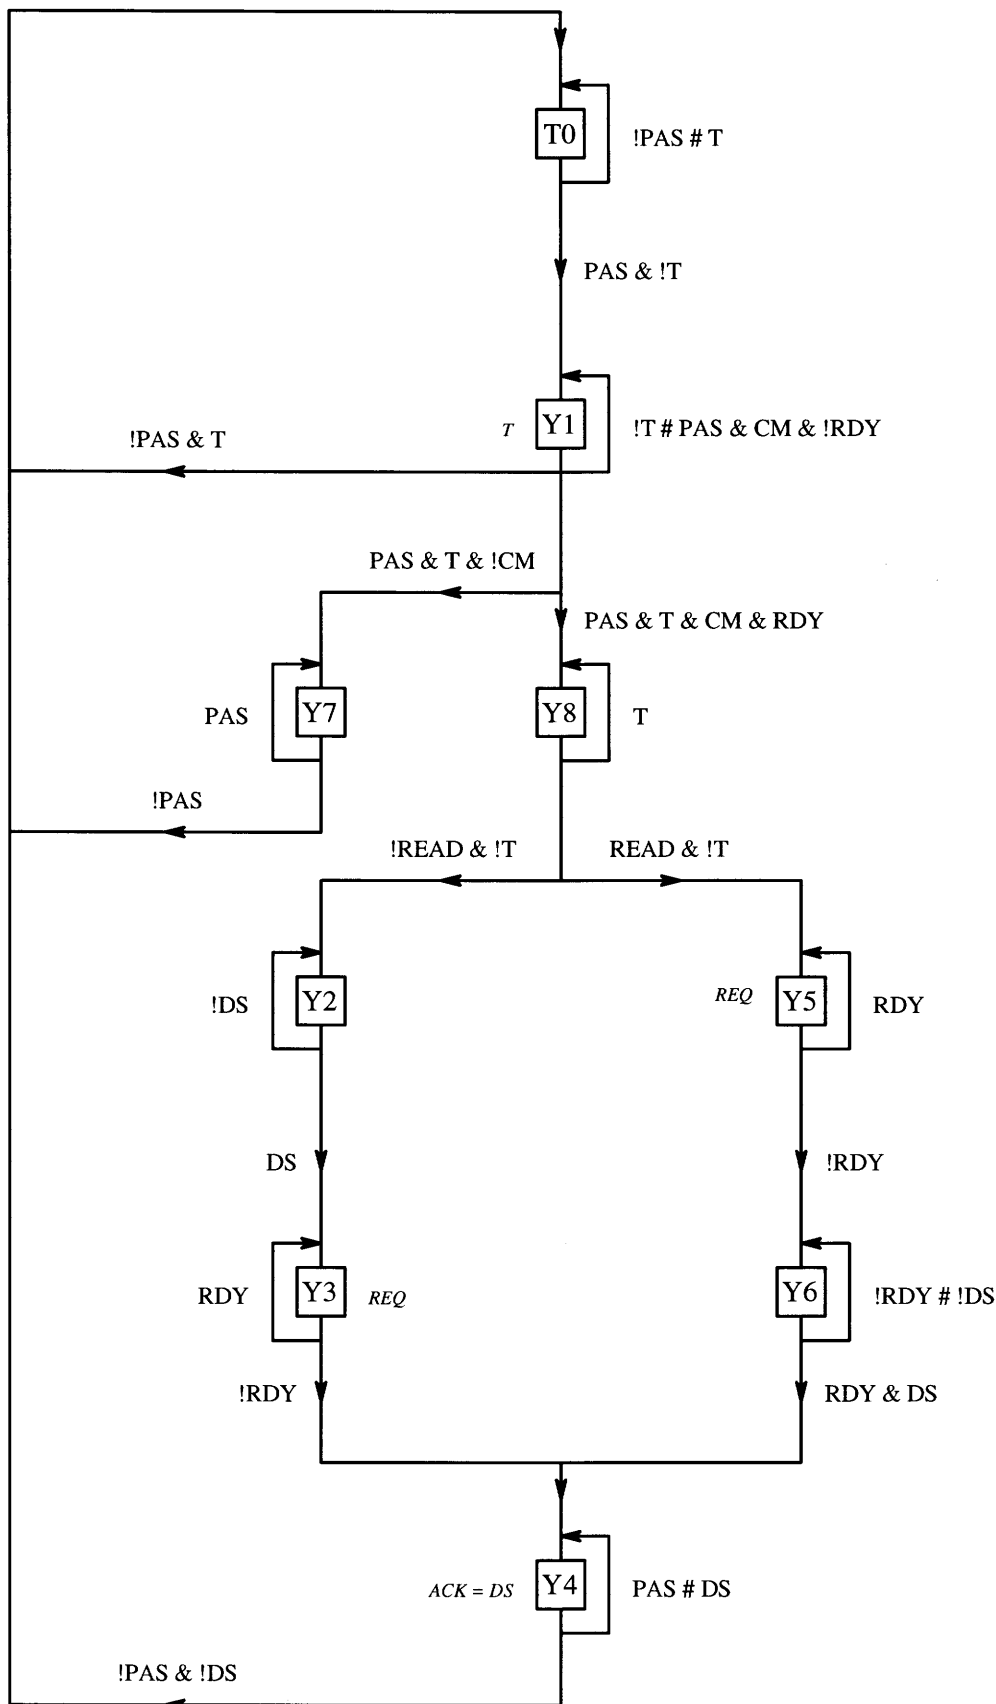 T0
!PAS # T
PAS & !T
!PAS & T
T
Y1
!T # PAS & CM & !RDY
PAS & T & !CM
PAS & T & CM & RDY
PAS
Y7
Y8
T
!PAS
!READ & !T
READ & !T
!DS
Y2
REQ
Y5
RDY
DS
!RDY
RDY
Y3
REQ
Y6
!RDY # !DS
!RDY
RDY & DS
ACK = DS
Y4
PAS # DS
!PAS & !DS